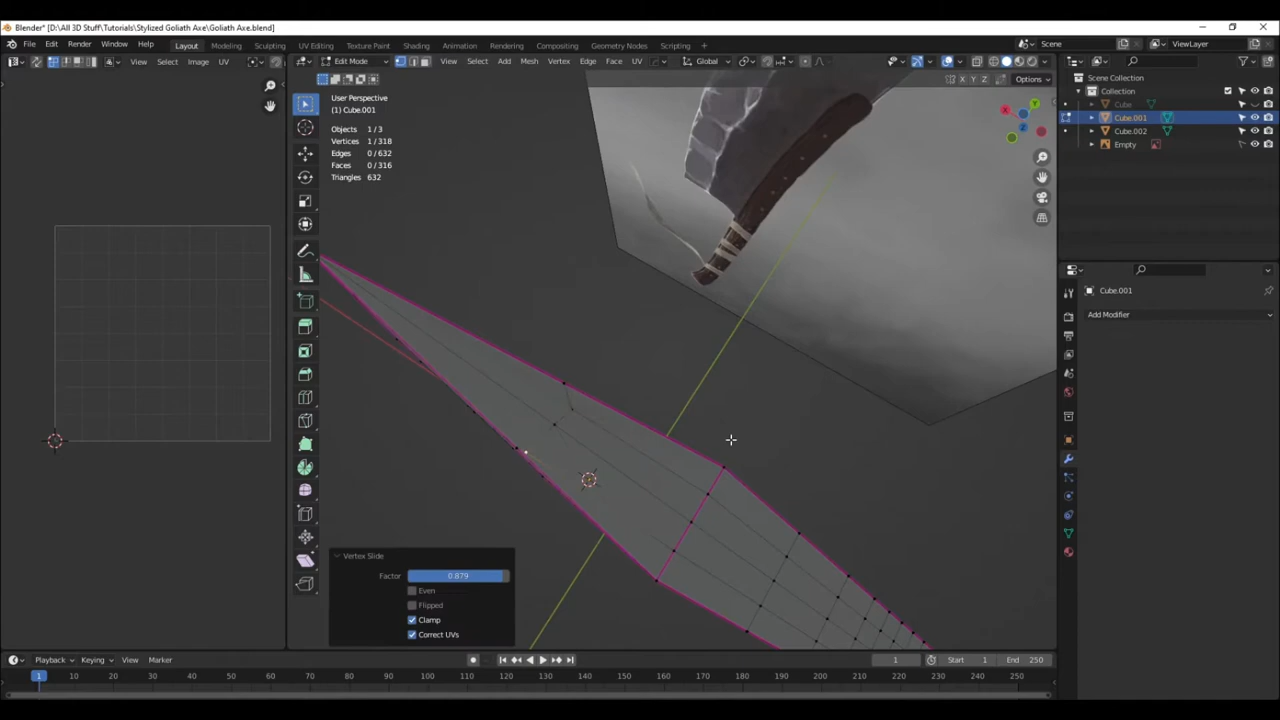 Blender* [D:\All 3D Stuff\Tutorials\Stylized Goliath Axe\Goliath Axe.blend]
File Edit Render Window Help Layout Modeling Sculpting UV Editing Texture Paint Shading Animation Rendering Compositing Geometry Nodes Scripting + Scene ViewLayer
View Select Image UV Edit Mode View Select Add Mesh Vertex Edge Face UV Global
X Y Z Options
User Perspective
(1) Cube.001
Objects 1/3
Vertices 1/318
Edges 0/632
Faces 0/316
Triangles 632
Scene Collection
Collection
Cube
Cube.001
Cube.002
Empty
Cube.001
Add Modifier
Vertex Slide
Factor 0.879
Even
Flipped
Clamp
Correct UVs
Playback Keying View Marker 1 Start 1 End 250
1 10 20 30 40 50 60 70 80 90 100 110 120 130 140 150 160 170 180 190 200 210 220 230 240 250